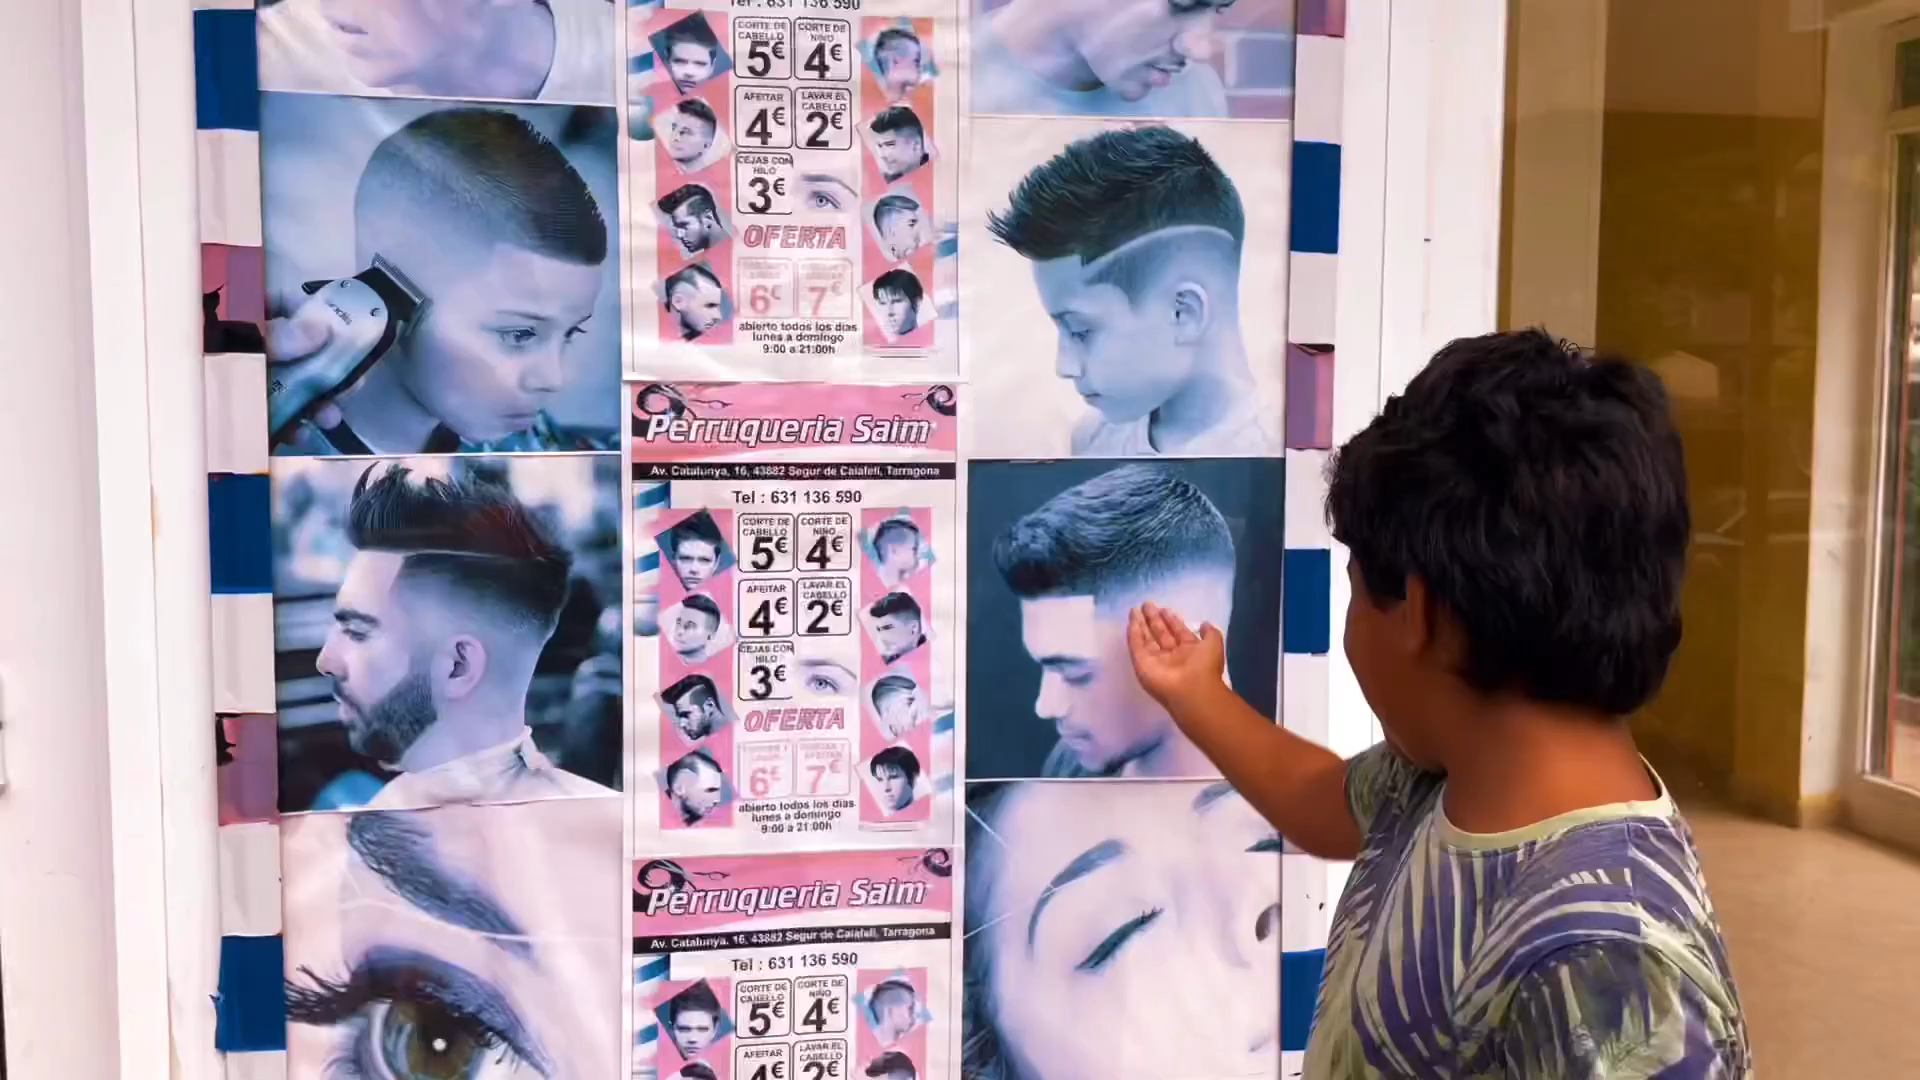 Tel : 631 136 590
CORTE DE CABELLO 5€
CORTE DE NIÑO 4€
AFEITAR 4€
LAVAR EL CABELLO 2€
CEJAS CON HILO 3€
OFERTA
6€ 7€
abierto todos los dias
lunes a domingo
9:00 a 21:00h
Perruqueria Saim
Av. Catalunya, 16, 43882 Segur de Calafell, Tarragona
Tel : 631 136 590
CORTE DE CABELLO 5€
CORTE DE NIÑO 4€
AFEITAR 4€
LAVAR EL CABELLO 2€
CEJAS CON HILO 3€
OFERTA
6€ 7€
abierto todos los dias
lunes a domingo
9:00 a 21:00h
Perruqueria Saim
Av. Catalunya, 16, 43882 Segur de Calafell, Tarragona
Tel : 631 136 590
CORTE DE CABELLO 5€
CORTE DE NIÑO 4€
AFEITAR 4€
LAVAR EL CABELLO 2€